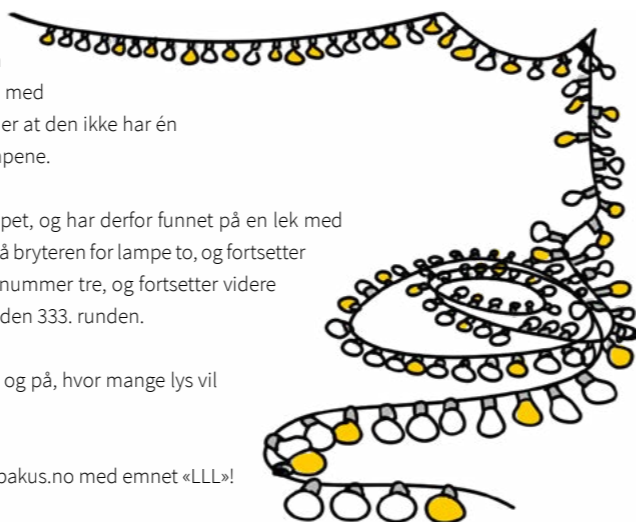 med
er at den ikke har én
pene.
pet, og har derfor funnet på en lek med
å bryteren for lampe to, og fortsetter
nummer tre, og fortsetter videre
den 333. runden.
og på, hvor mange lys vil
bakus.no med emnet «LLL»!